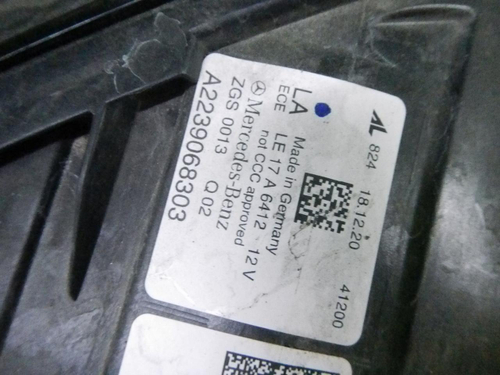 AL 824 18.12.20 41200
LA Made in Germany
ECE LE 17 A 6412 12 V
not CCC approved
Mercedes-Benz
ZGS 0013 Q 02
A2239068303